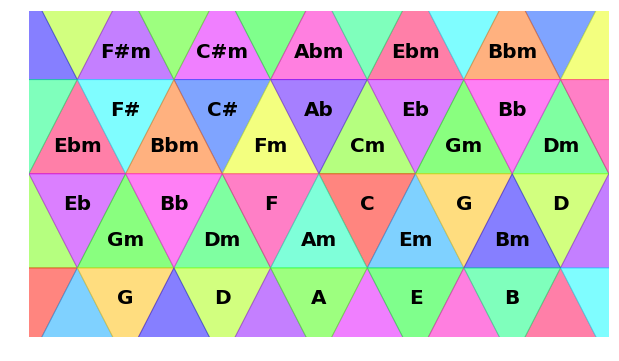 F#m C#m Abm Ebm Bbm
F# C# Ab Eb Bb
Ebm Bbm Fm Cm Gm Dm
Eb Bb F C G D
Gm Dm Am Em Bm
G D A E B